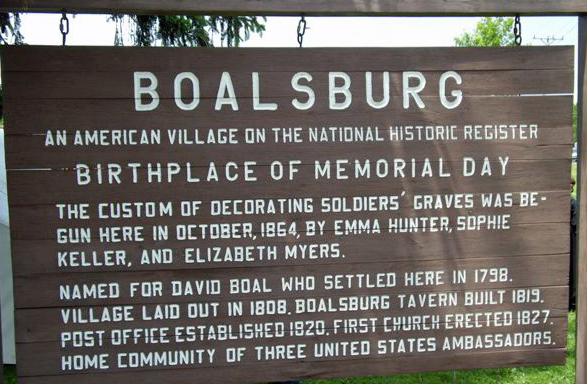 BOALSBURG
AN AMERICAN VILLAGE ON THE NATIONAL HISTORIC REGISTER
BIRTHPLACE OF MEMORIAL DAY
THE CUSTOM OF DECORATING SOLDIERS' GRAVES WAS BE-
GUN HERE IN OCTOBER, 1864, BY EMMA HUNTER, SOPHIE
KELLER, AND ELIZABETH MYERS.
NAMED FOR DAVID BOAL WHO SETTLED HERE IN 1798.
VILLAGE LAID OUT IN 1808. BOALSBURG TAVERN BUILT 1819.
POST OFFICE ESTABLISHED 1820. FIRST CHURCH ERECTED 1827.
HOME COMMUNITY OF THREE UNITED STATES AMBASSADORS.